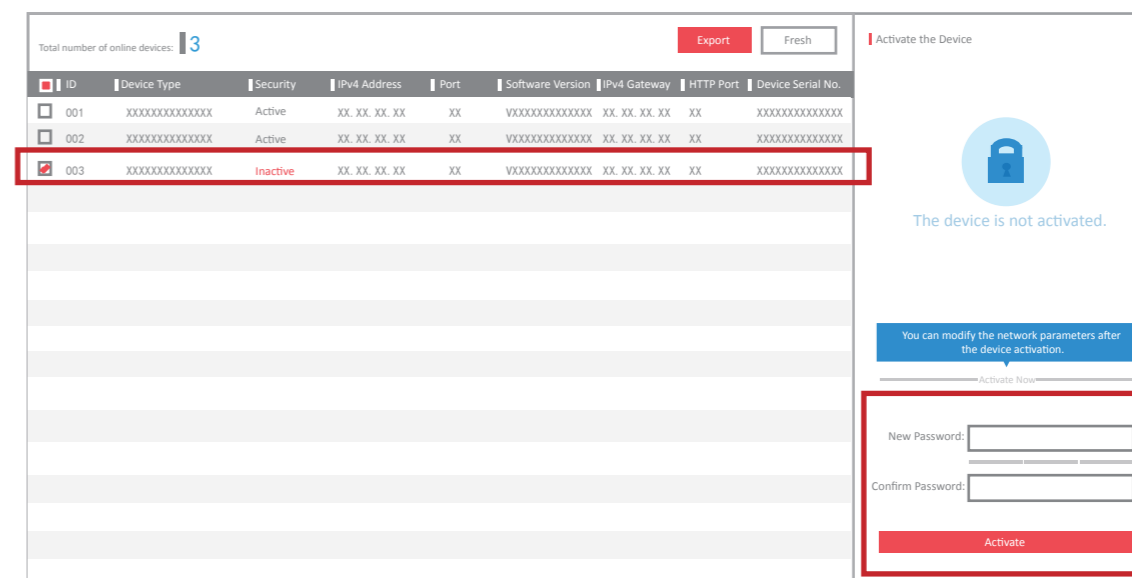 Total number of online devices: 3
Export
Fresh
ID Device Type Security IPv4 Address Port Software Version IPv4 Gateway HTTP Port Device Serial No.
001 XXXXXXXXXXXXXX Active XX. XX. XX. XX XX VXXXXXXXXXXXXX XX. XX. XX. XX XX XXXXXXXXXXXXXX
002 XXXXXXXXXXXXXX Active XX. XX. XX. XX XX VXXXXXXXXXXXXX XX. XX. XX. XX XX XXXXXXXXXXXXXX
003 XXXXXXXXXXXXXX Inactive XX. XX. XX. XX XX VXXXXXXXXXXXXX XX. XX. XX. XX XX XXXXXXXXXXXXXX
Activate the Device
The device is not activated.
You can modify the network parameters after
the device activation.
Activate Now
New Password:
Confirm Password:
Activate